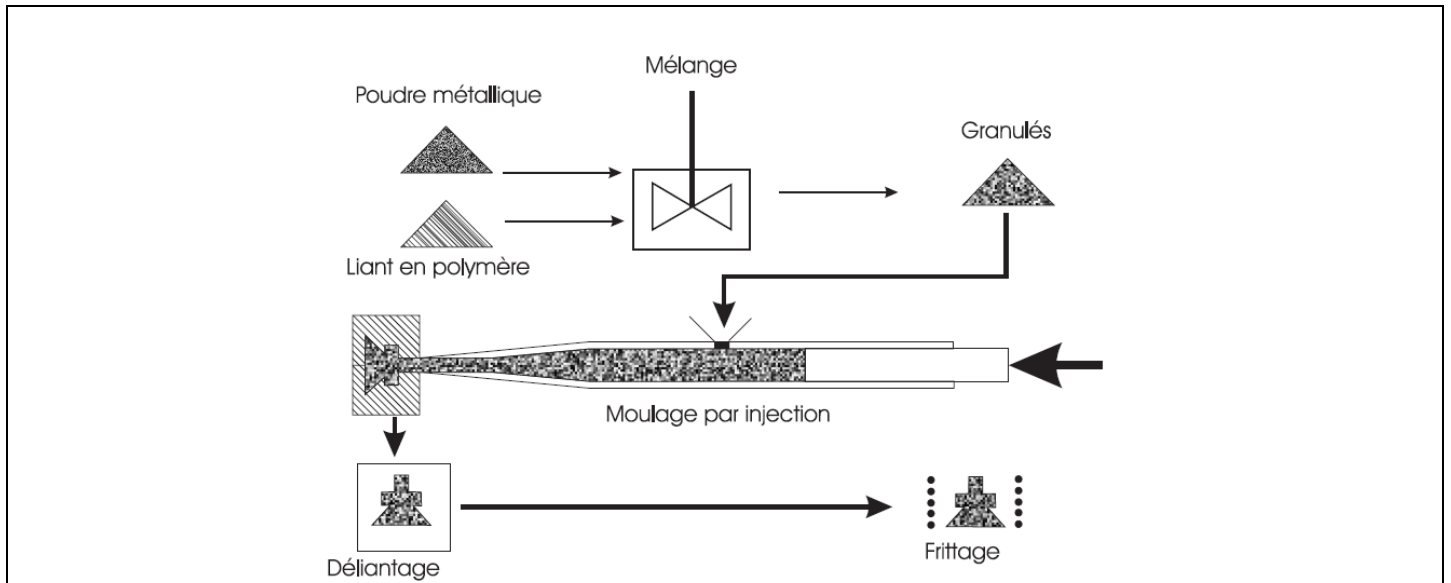 Mélange
Poudre métallique
Granulés
Liant en polymère
Moulage par injection
Déliantage
Frittage